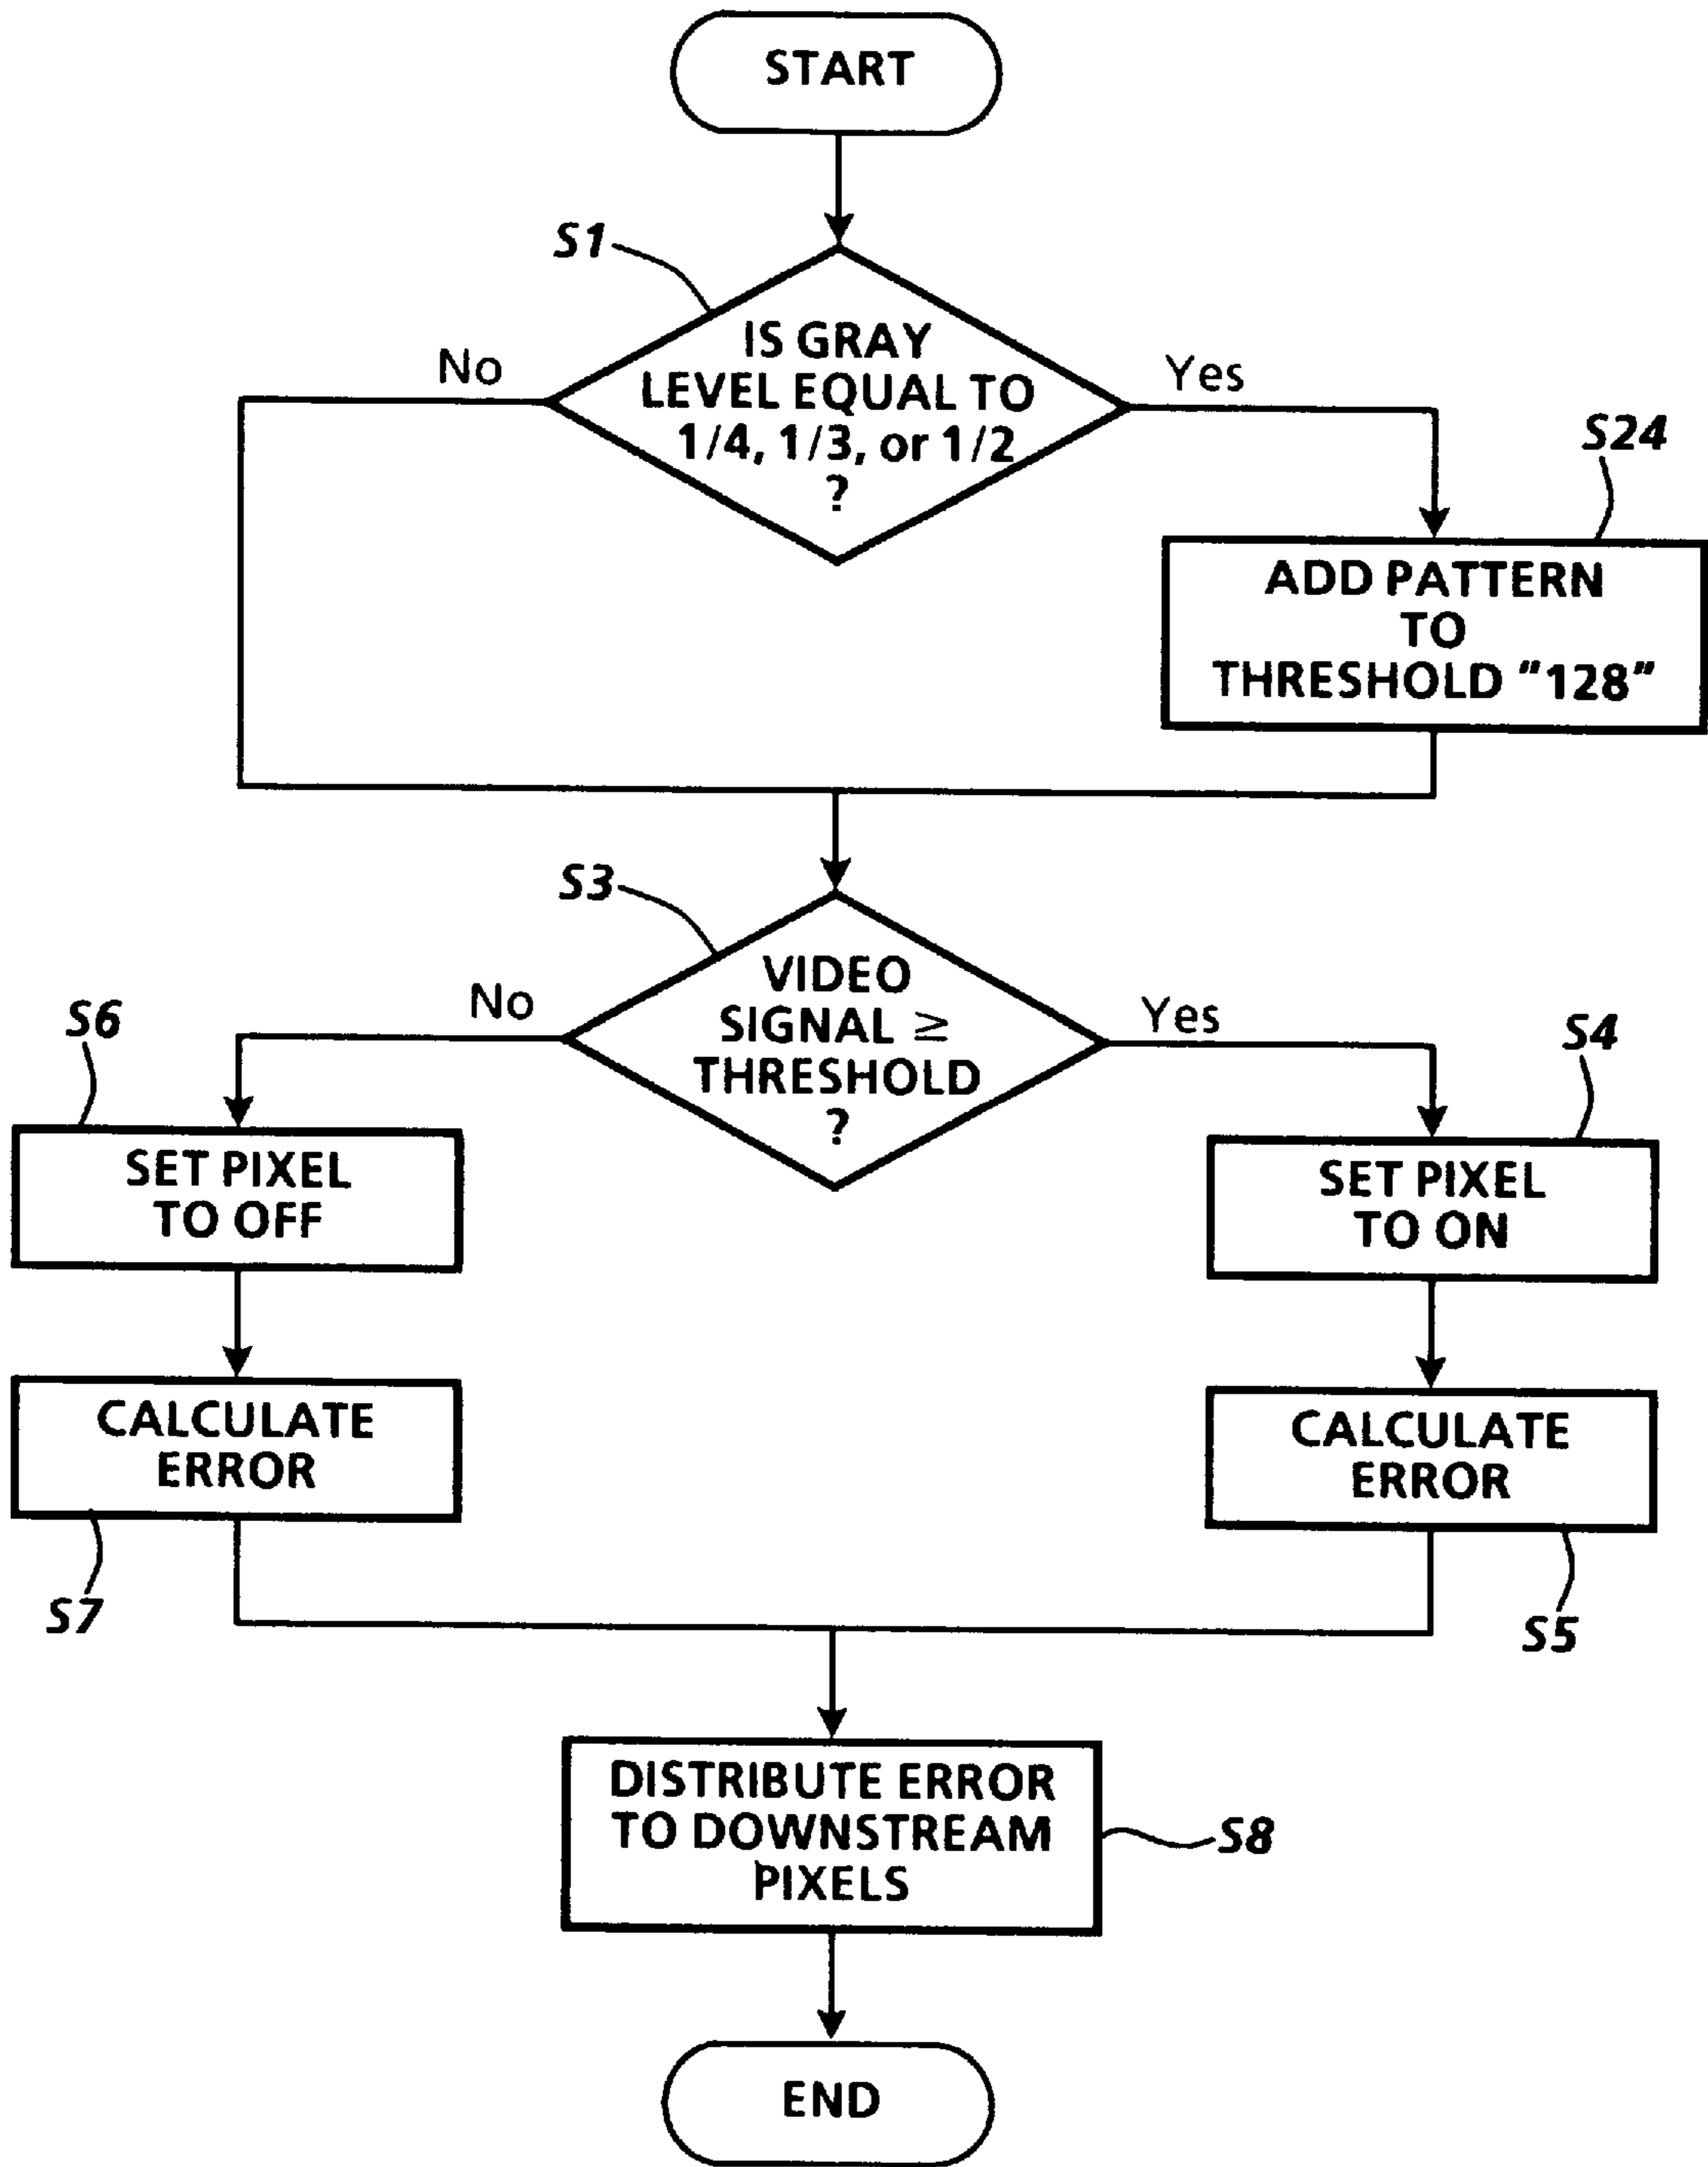 START
S1
IS GRAY
LEVEL EQUAL TO
1/4, 1/3, or 1/2
?
No
Yes
S24
ADD PATTERN
TO
THRESHOLD "128"
S3
VIDEO
SIGNAL ≥
THRESHOLD
?
No
Yes
S6
SET PIXEL
TO OFF
S4
SET PIXEL
TO ON
CALCULATE
ERROR
S7
CALCULATE
ERROR
S5
DISTRIBUTE ERROR
TO DOWNSTREAM
PIXELS
S8
END